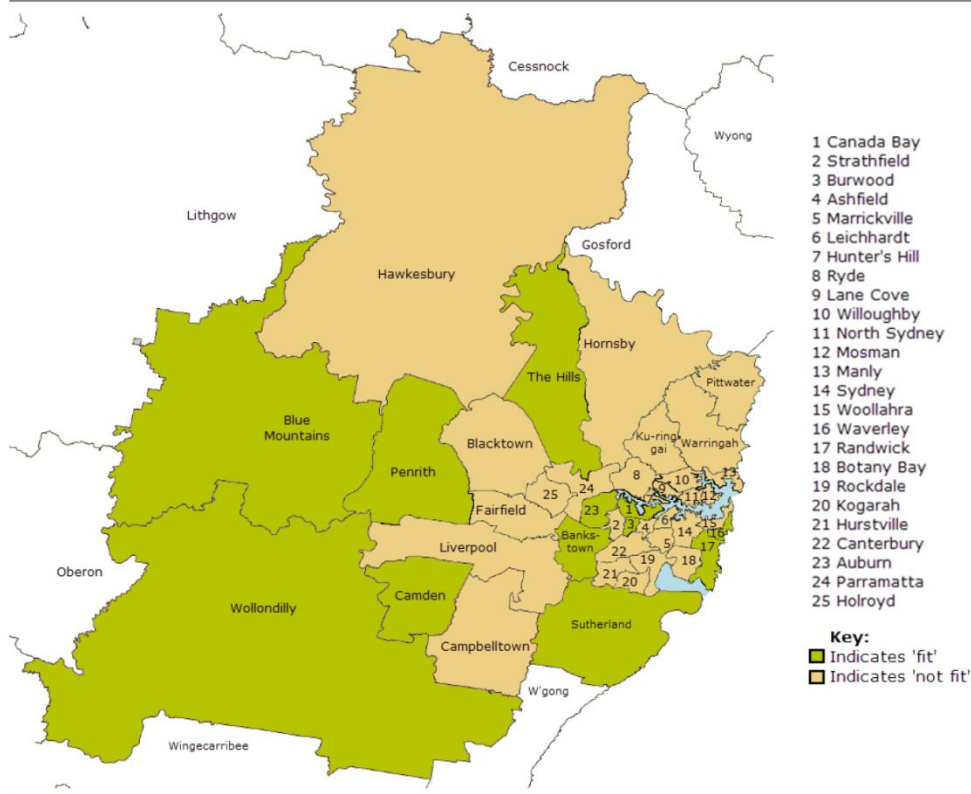 Cessnock
Wyong
Lithgow
Gosford
Hawkesbury
Hornsby
The Hills
Pittwater
Blue
Mountains
Blacktown
Ku-ring-
gai
Warringah
Penrith
8
10
13
9
24
25
11
12
7
23
1
Fairfield
6
15
2
3
4
14
16
Banks-
town
5
17
Liverpool
22
19
18
Oberon
21
20
Wollondilly
Camden
Sutherland
Campbelltown
W'gong
Wingecarribee
1 Canada Bay
2 Strathfield
3 Burwood
4 Ashfield
5 Marrickville
6 Leichhardt
7 Hunter's Hill
8 Ryde
9 Lane Cove
10 Willoughby
11 North Sydney
12 Mosman
13 Manly
14 Sydney
15 Woollahra
16 Waverley
17 Randwick
18 Botany Bay
19 Rockdale
20 Kogarah
21 Hurstville
22 Canterbury
23 Auburn
24 Parramatta
25 Holroyd
Key:
Indicates 'fit'
Indicates 'not fit'